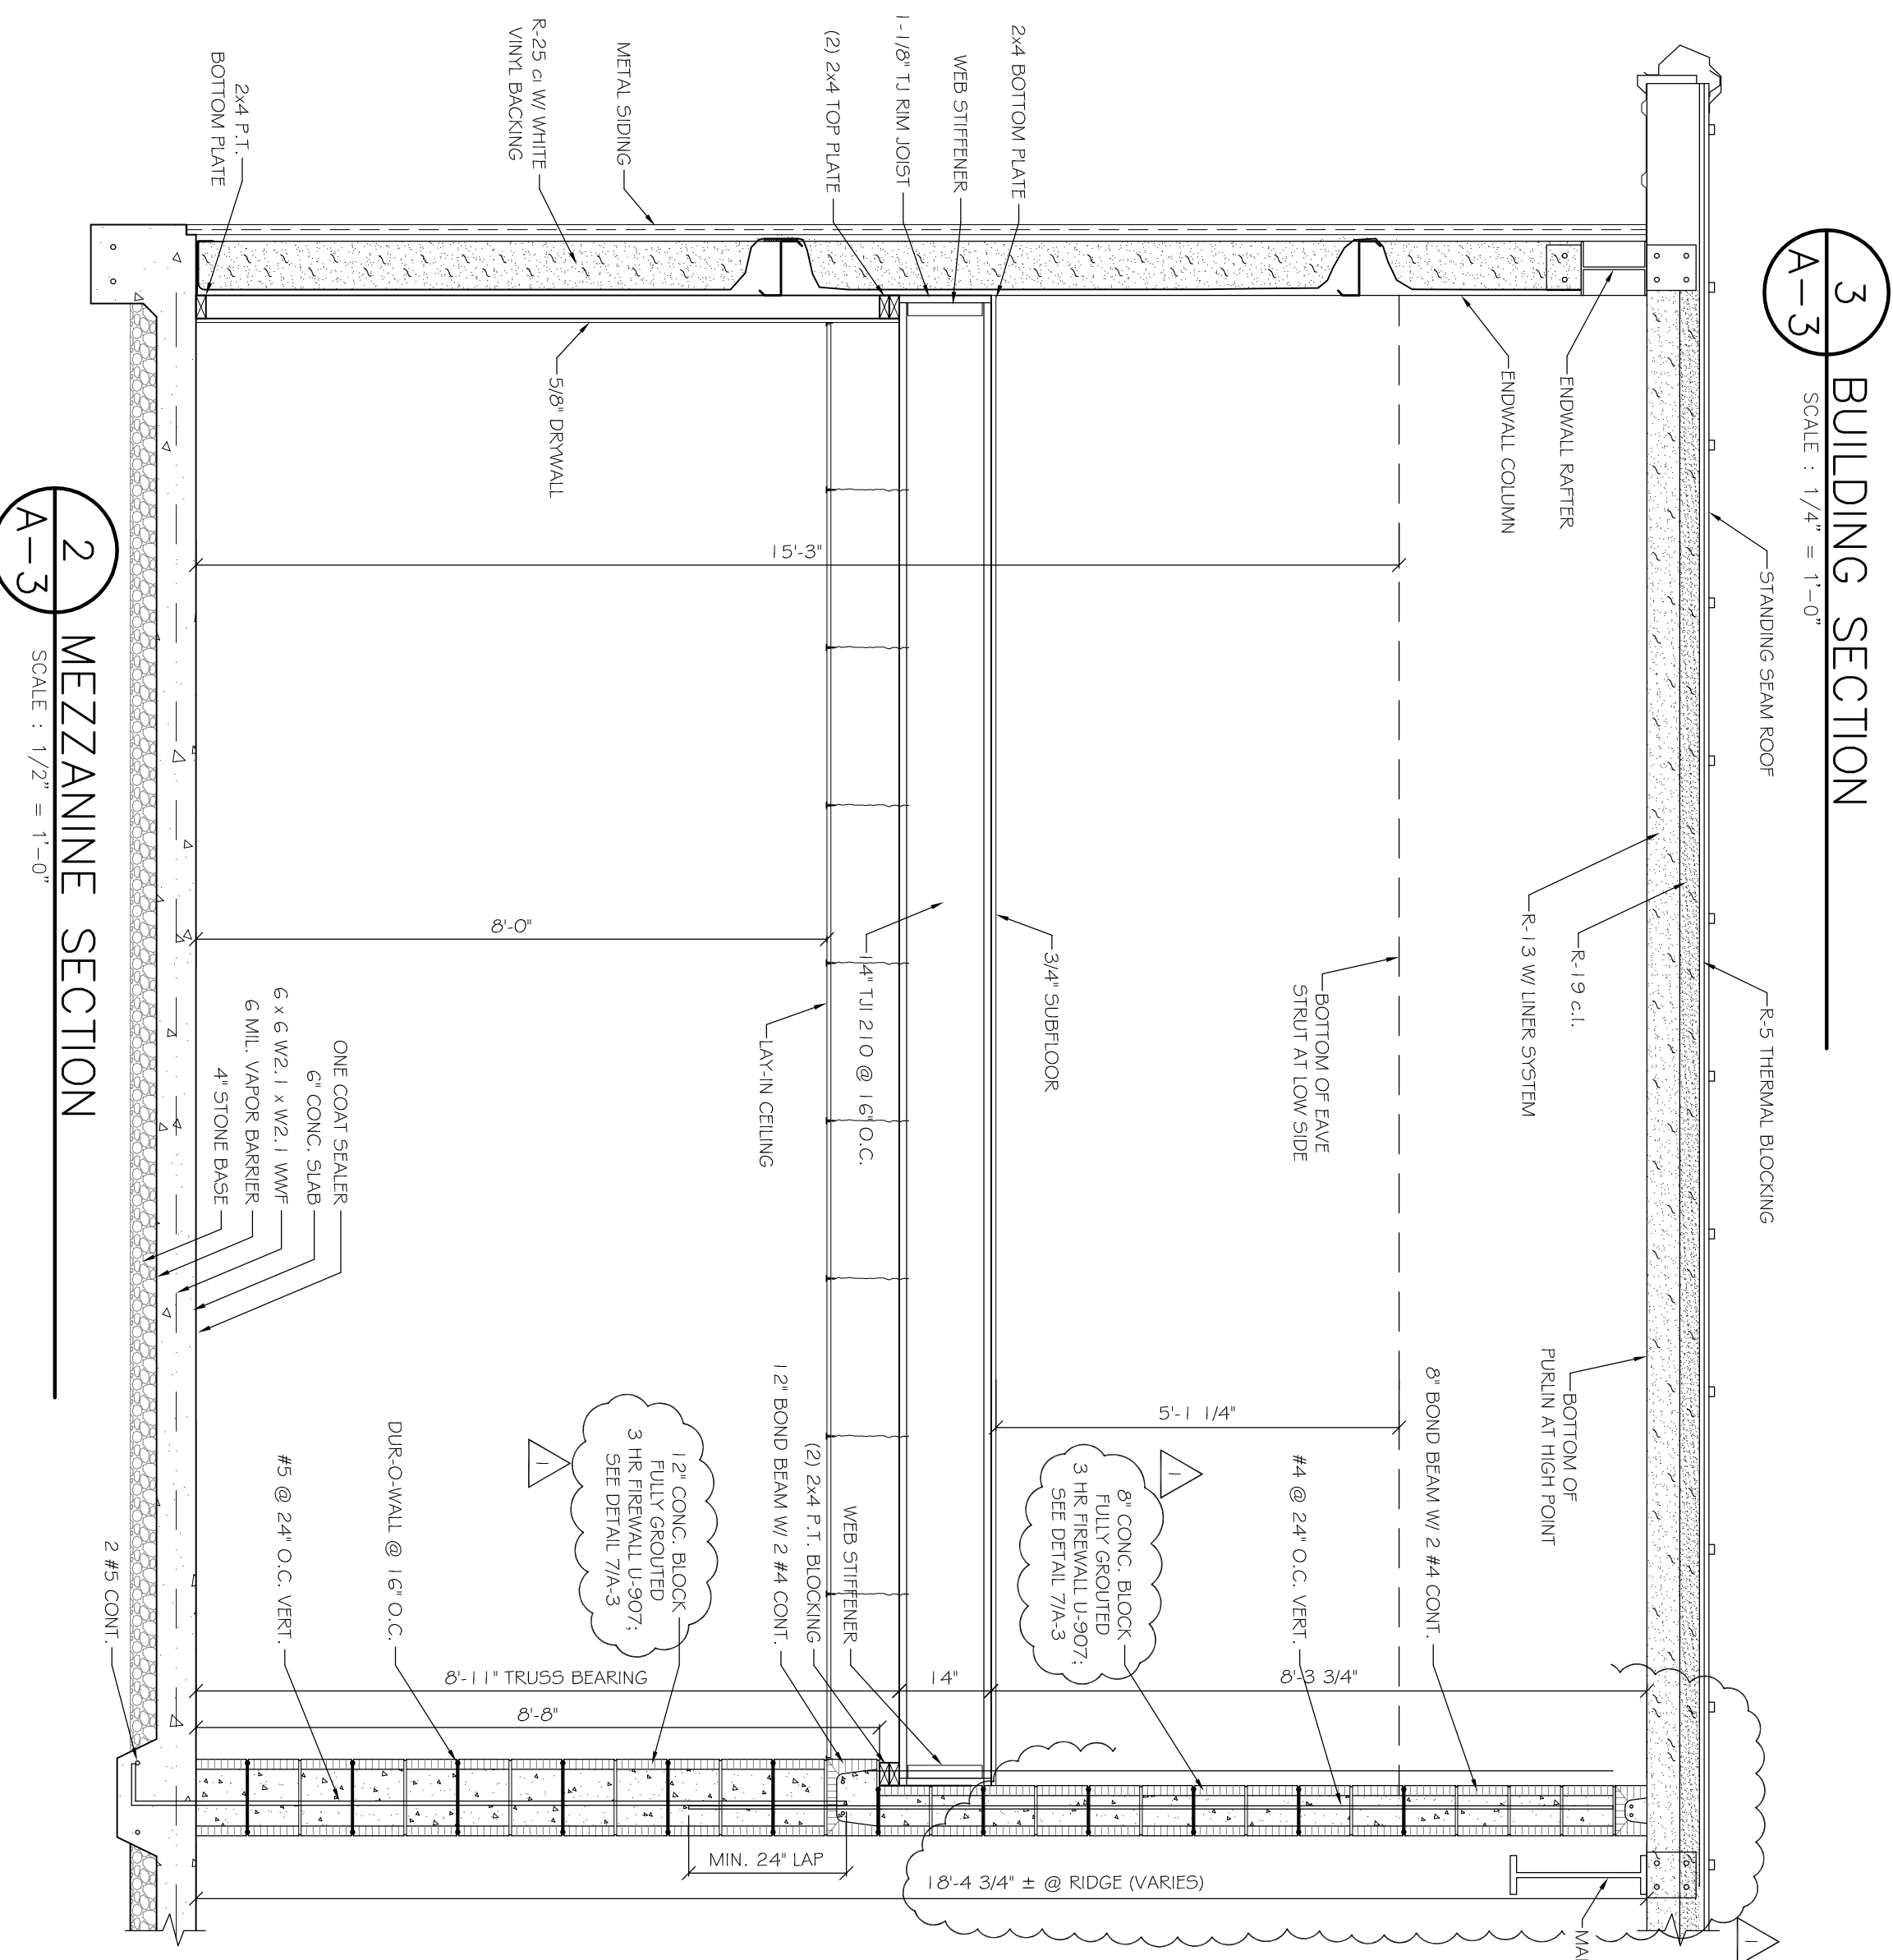 3
A-3
BUILDING SECTION
SCALE : 1/4" = 1'-0"
STANDING SEAM ROOF
R-5 THERMAL BLOCKING
R-19 c.i.
R-13 W/ LINER SYSTEM
ENDWALL RAFTER
ENDWALL COLUMN
BOTTOM OF
PURLIN AT HIGH POINT
BOTTOM OF EAVE
STRUT AT LOW SIDE
8" BOND BEAM W/ 2 #4 CONT.
#4 @ 24" O.C. VERT.
1
8" CONC. BLOCK
FULLY GROUTED
3 HR FIREWALL U-907;
SEE DETAIL 7/A-3
5'-1 1/4"
8'-3 3/4"
2x4 BOTTOM PLATE
WEB STIFFENER
1-1/8" TJ RIM JOIST
(2) 2x4 TOP PLATE
3/4" SUBFLOOR
14" TJI 210 @ 16" O.C.
LAY-IN CEILING
15'-3"
8'-0"
14"
WEB STIFFENER
(2) 2x4 P.T. BLOCKING
12" BOND BEAM W/ 2 #4 CONT.
12" CONC. BLOCK
FULLY GROUTED
3 HR FIREWALL U-907;
SEE DETAIL 7/A-3
1
METAL SIDING
R-25 ci W/ WHITE
VINYL BACKING
5/8" DRYWALL
2x4 P.T.
BOTTOM PLATE
DUR-O-WALL @ 16" O.C.
#5 @ 24" O.C. VERT.
2 #5 CONT.
8'-11" TRUSS BEARING
8'-8"
MIN. 24" LAP
18'-4 3/4" ± @ RIDGE (VARIES)
MAI
1
ONE COAT SEALER
6" CONC. SLAB
6 x 6 W2.1 x W2.1 WWF
6 MIL. VAPOR BARRIER
4" STONE BASE
2
A-3
MEZZANINE SECTION
SCALE : 1/2" = 1'-0"